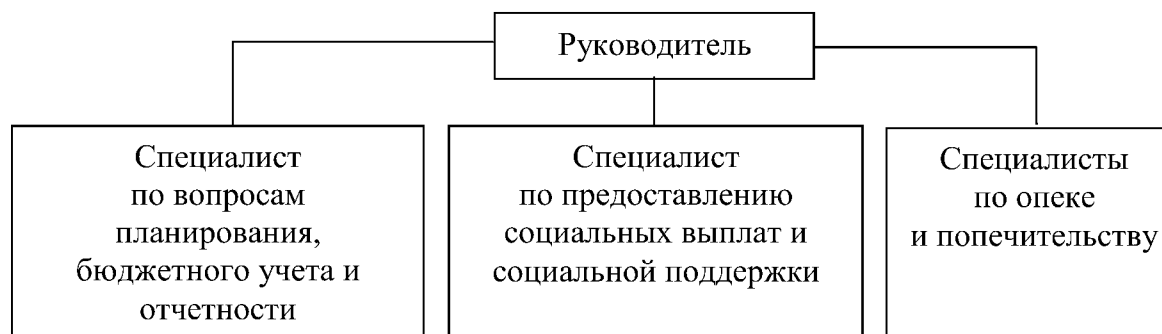 Руководитель
Специалист
по вопросам
планирования,
бюджетного учета и
отчетности
Специалист
по предоставлению
социальных выплат и
социальной поддержки
Специалисты
по опеке
и попечительству